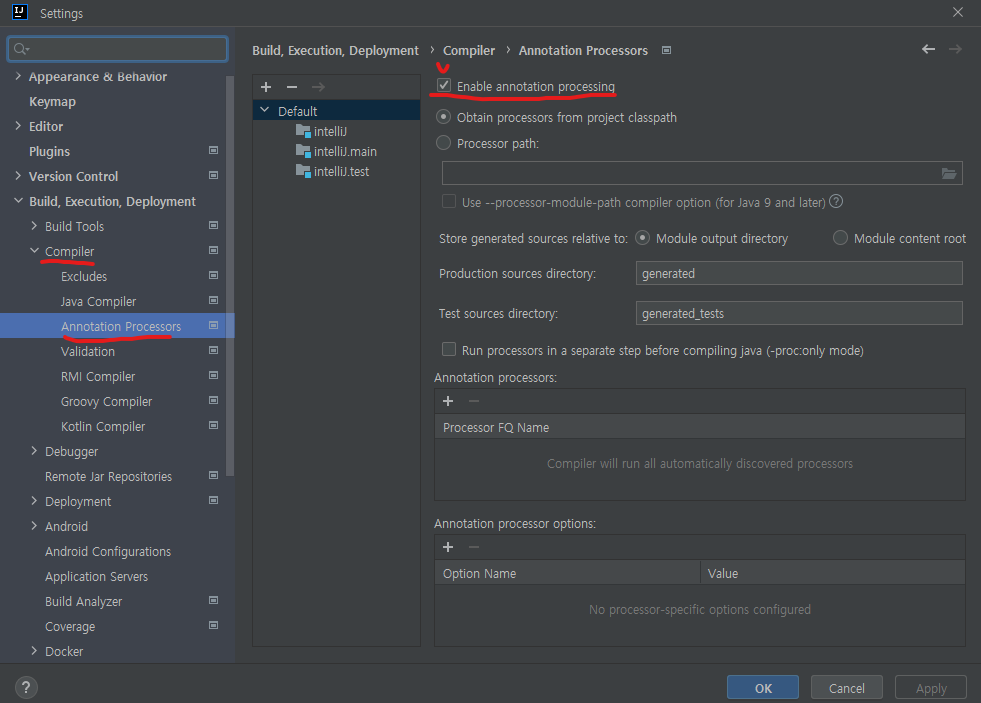 IJ
Settings
Appearance & Behavior
Keymap
Editor
Plugins
Version Control
Build, Execution, Deployment
Build Tools
Compiler
Excludes
Java Compiler
Annotation Processors
Validation
RMI Compiler
Groovy Compiler
Kotlin Compiler
Debugger
Remote Jar Repositories
Deployment
Android
Android Configurations
Application Servers
Build Analyzer
Coverage
Docker
Build, Execution, Deployment › Compiler › Annotation Processors
Default
intelliJ
intelliJ.main
intelliJ.test
Enable annotation processing
Obtain processors from project classpath
Processor path:
Use --processor-module-path compiler option (for Java 9 and later) ?
Store generated sources relative to: Module output directory Module content root
Production sources directory: generated
Test sources directory: generated_tests
Run processors in a separate step before compiling java (-proc:only mode)
Annotation processors:
Processor FQ Name
Compiler will run all automatically discovered processors
Annotation processor options:
Option Name Value
No processor-specific options configured
? OK Cancel Apply